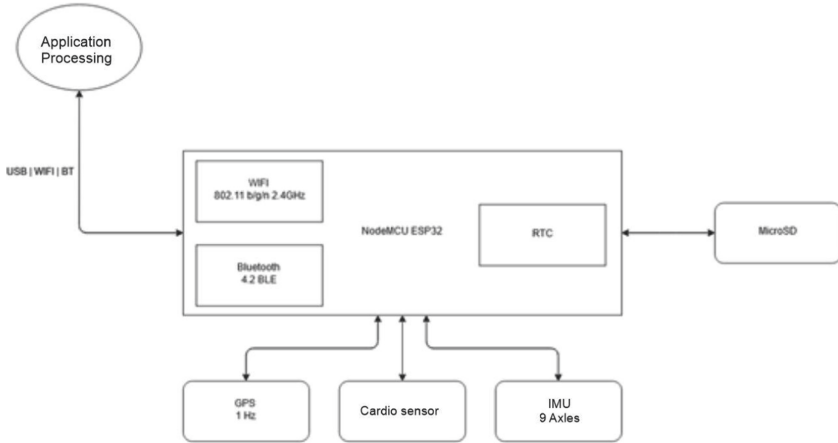 Application
Processing
USB | WIFI | BT
WIFI
802.11 b/g/n 2.4GHz
NodeMCU ESP32
RTC
MicroSD
Bluetooth
4.2 BLE
GPS
1 Hz
Cardio sensor
IMU
9 Axles